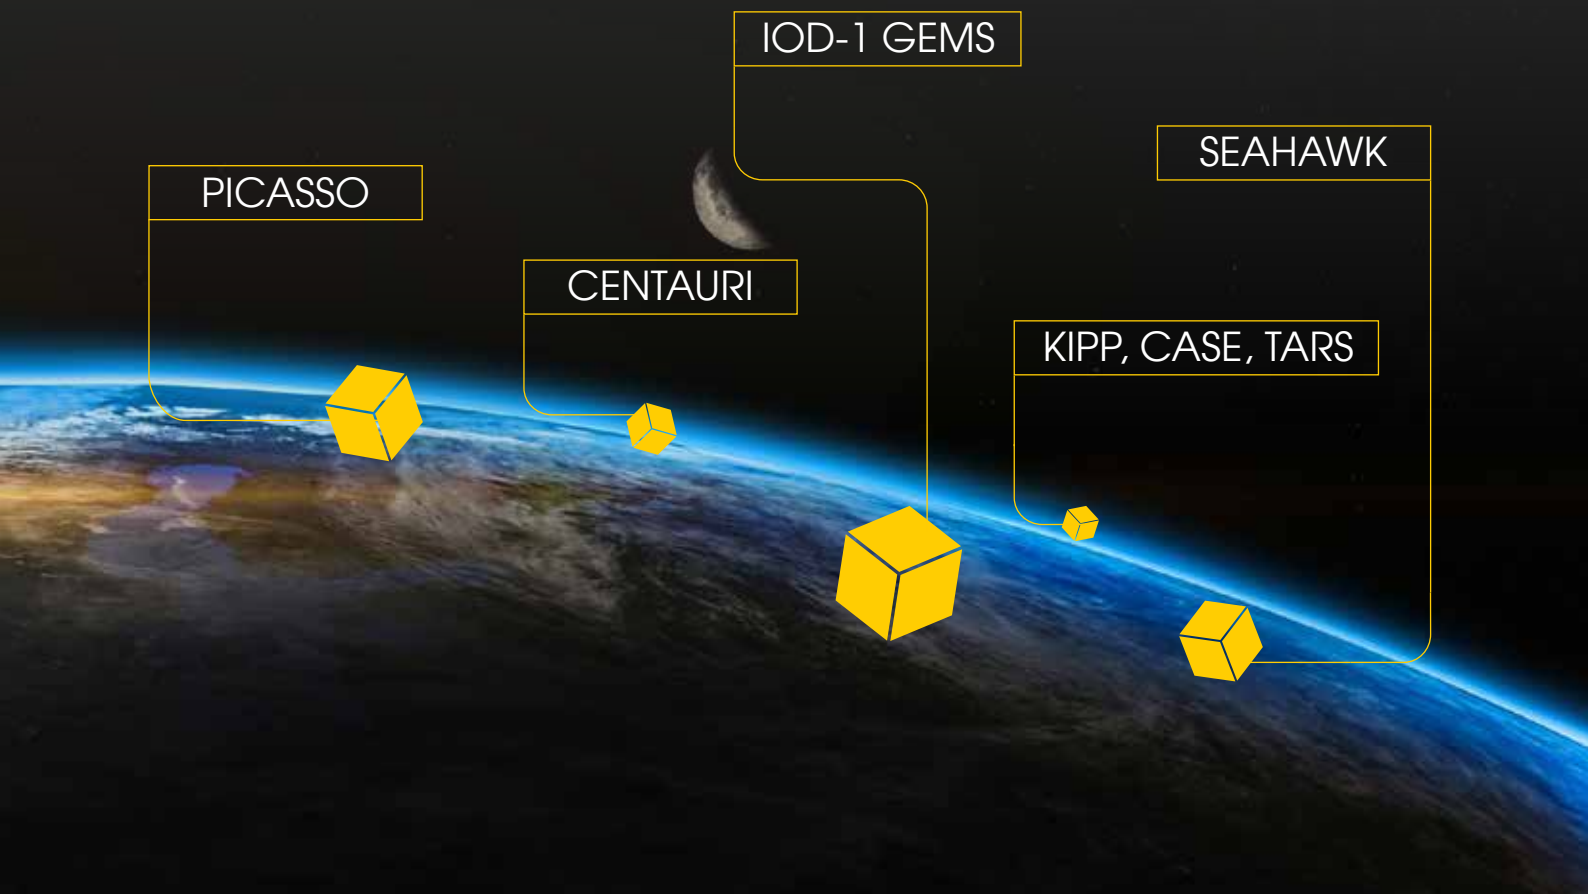 IOD-1 GEMS
SEAHAWK
PICASSO
CENTAURI
KIPP, CASE, TARS